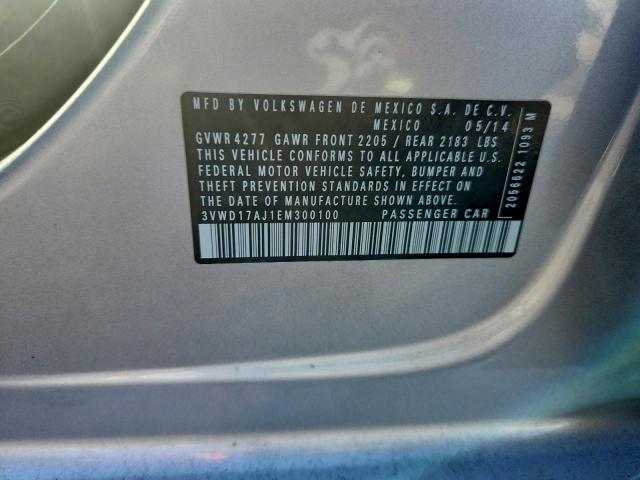 MFD BY VOLKSWAGEN DE MEXICO S.A. DE C.V.
MEXICO 05/14
GVWR 4277 GAWR FRONT 2205 / REAR 2183 LBS
THIS VEHICLE CONFORMS TO ALL APPLICABLE U.S.
FEDERAL MOTOR VEHICLE SAFETY, BUMPER AND
THEFT PREVENTION STANDARDS IN EFFECT ON
THE DATE OF MANUFACTURE SHOWN ABOVE.
3VWD17AJ1EM300100 PASSENGER CAR
2056622 1093 M